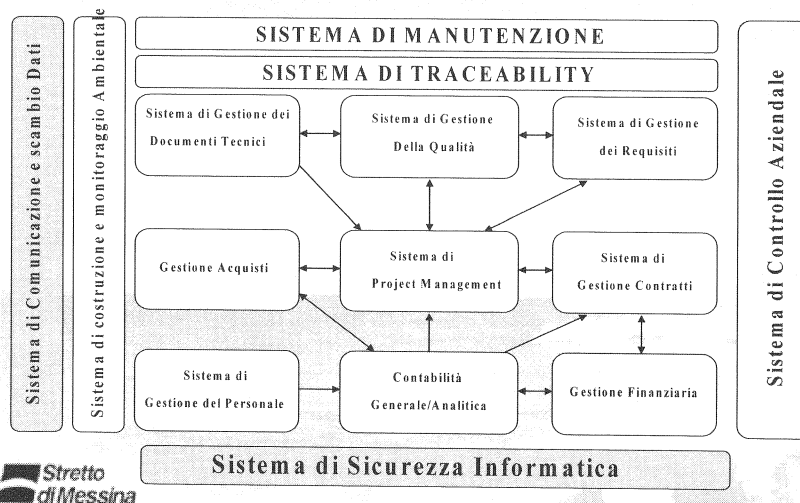 Sistema di Comunicazione e scambio Dati
Sistema di costruzione e monitoraggio Ambientale
SISTEMA DI MANUTENZIONE
SISTEMA DI TRACEABILITY
Sistema di Gestione dei
Documenti Tecnici
Sistema di Gestione
Della Qualità
Sistema di Gestione
dei Requisiti
Gestione Acquisti
Sistema di
Project Management
Sistema di
Gestione Contratti
Sistema di
Gestione del Personale
Contabilità
Generale/Analitica
Gestione Finanziaria
Sistema di Controllo Aziendale
Sistema di Sicurezza Informatica
Stretto
di Messina